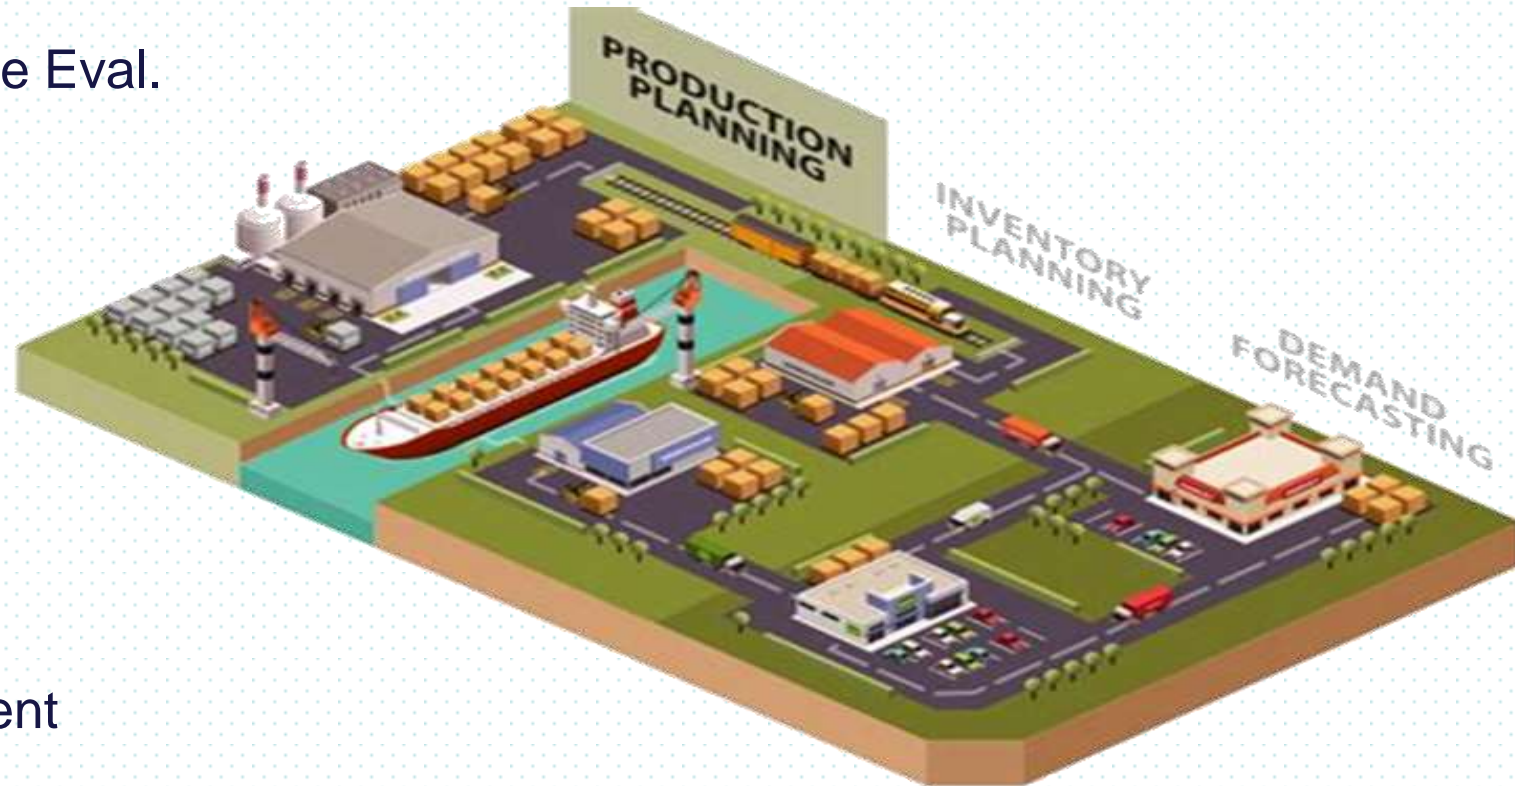 e Eval.
PRODUCTION
PLANNING
INVENTORY
PLANNING
DEMAND
FORECASTING
ent